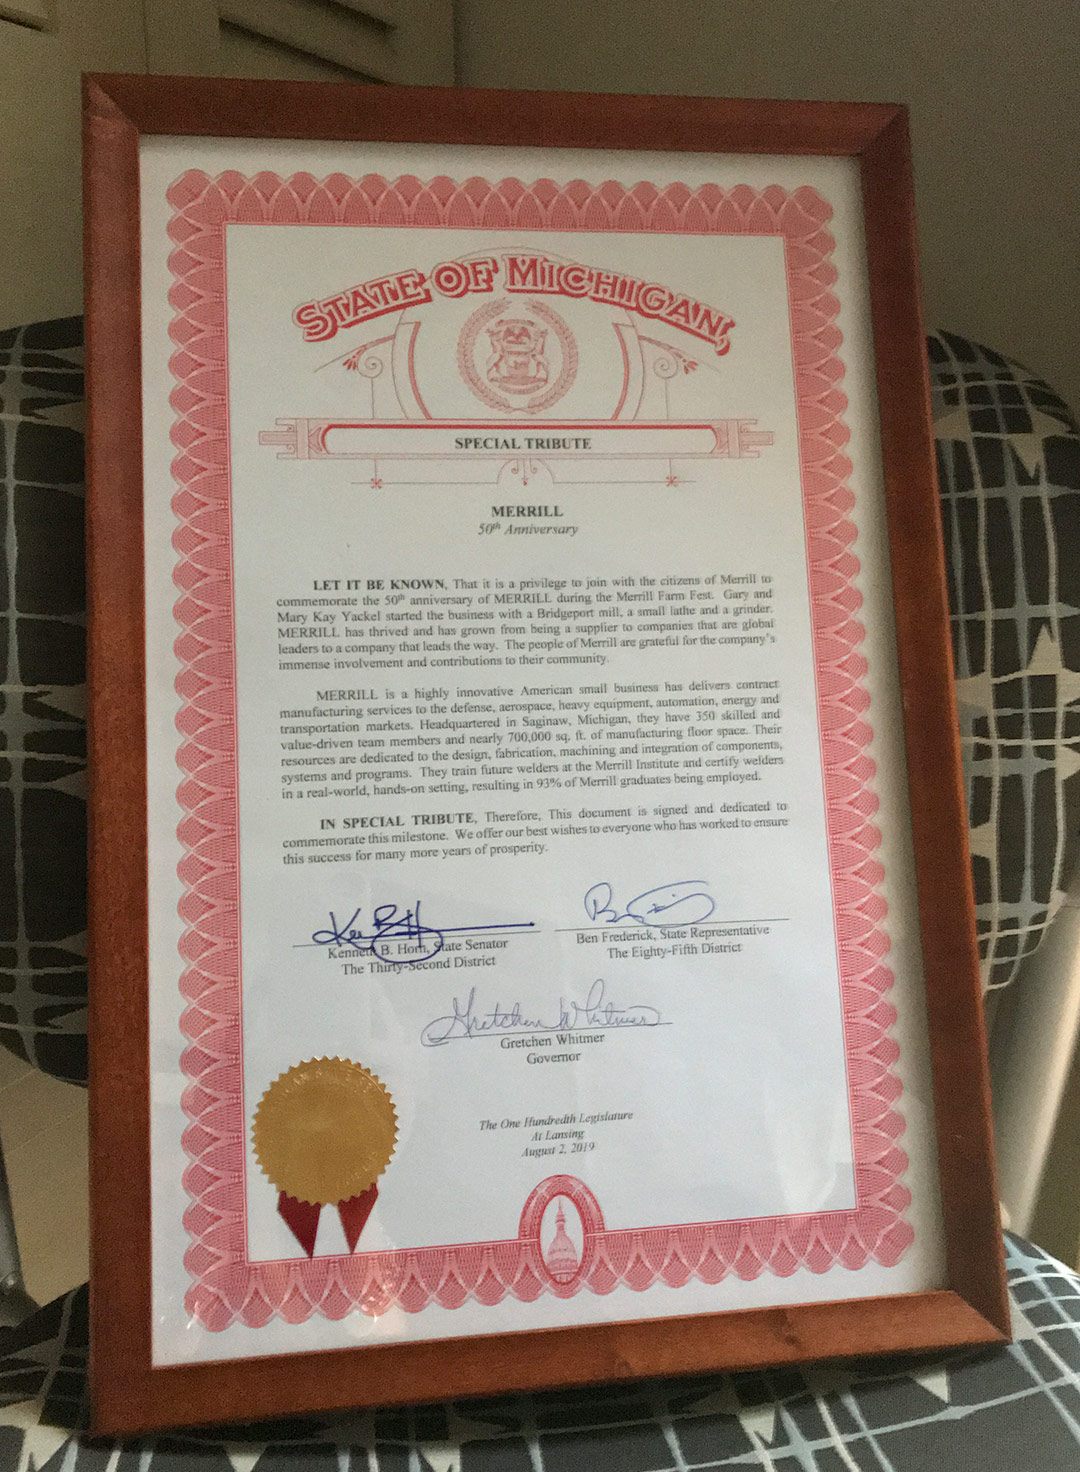 STATE OF MICHIGAN,
SPECIAL TRIBUTE
MERRILL
50th Anniversary
LET IT BE KNOWN, That it is a privilege to join with the citizens of Merrill to
commemorate the 50th anniversary of MERRILL during the Merrill Farm Fest. Gary and
Mary Kay Yackel started the business with a Bridgeport mill, a small lathe and a grinder.
MERRILL has thrived and has grown from being a supplier to companies that are global
leaders to a company that leads the way. The people of Merrill are grateful for the company's
immense involvement and contributions to their community.
MERRILL is a highly innovative American small business has delivers contract
manufacturing services to the defense, aerospace, heavy equipment, automation, energy and
transportation markets. Headquartered in Saginaw, Michigan, they have 350 skilled and
value-driven team members and nearly 700,000 sq. ft. of manufacturing floor space. Their
resources are dedicated to the design, fabrication, machining and integration of components,
systems and programs. They train future welders at the Merrill Institute and certify welders
in a real-world, hands-on setting, resulting in 93% of Merrill graduates being employed.
IN SPECIAL TRIBUTE, Therefore, This document is signed and dedicated to
commemorate this milestone. We offer our best wishes to everyone who has worked to ensure
this success for many more years of prosperity.
Kenneth B. Horn, State Senator
The Thirty-Second District
Ben Frederick, State Representative
The Eighty-Fifth District
Gretchen Whitmer
Gretchen Whitmer
Governor
The One Hundredth Legislature
At Lansing
August 2, 2019